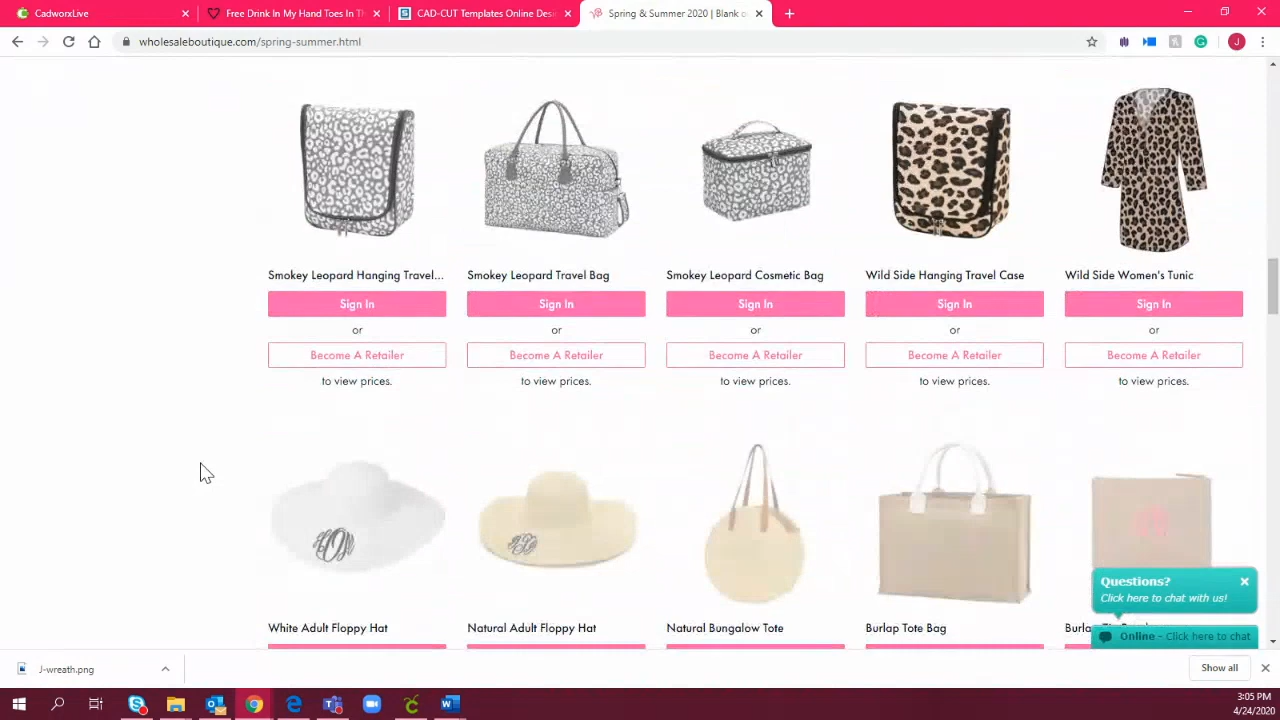 CadworxLive
Free Drink In My Hand Toes In Th
CAD-CUT Templates Online Desi
Spring & Summer 2020 | Blank o
wholesaleboutique.com/spring-summer.html
J
Smokey Leopard Hanging Travel...
Smokey Leopard Travel Bag
Smokey Leopard Cosmetic Bag
Wild Side Hanging Travel Case
Wild Side Women's Tunic
Sign In
Sign In
Sign In
Sign In
Sign In
or
or
or
or
or
Become A Retailer
Become A Retailer
Become A Retailer
Become A Retailer
Become A Retailer
to view prices.
to view prices.
to view prices.
to view prices.
to view prices.
White Adult Floppy Hat
Natural Adult Floppy Hat
Natural Bungalow Tote
Burlap Tote Bag
Questions?
Click here to chat with us!
Online - Click here to chat
J-wreath.png
Show all
3:05 PM
4/24/2020